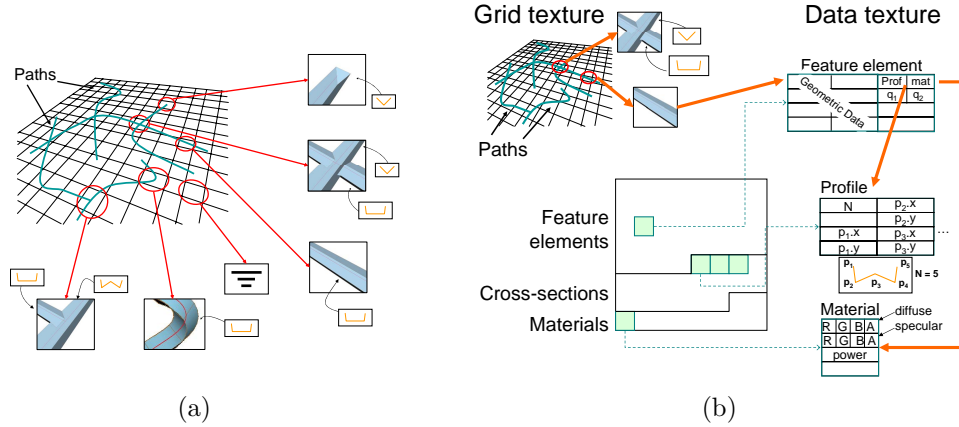 Paths
(a)
Grid texture
Data texture
Paths
Feature element
Geometric Data
Prof mat
q1 q2
Feature
elements
Cross-sections
Materials
Profile
N p2.x
p2.y
p1.x p3.x
p1.y p3.y
...
p1 p5
p2 p3 p4
N = 5
Material
diffuse
specular
R G B A
R G B A
power
(b)